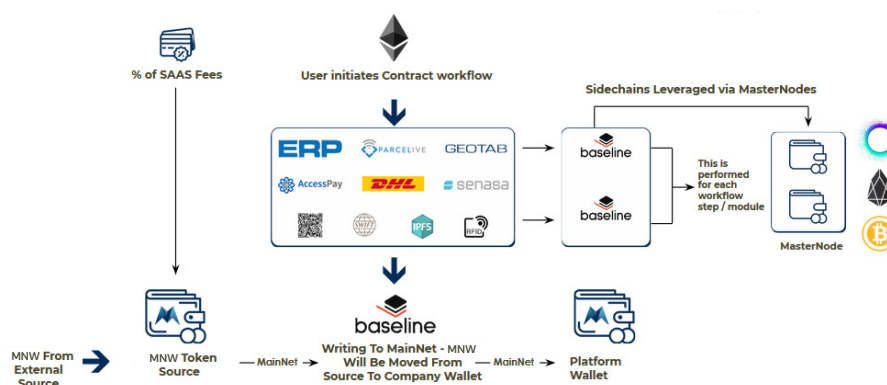 % of SAAS Fees
User initiates Contract workflow
Sidechains Leveraged via MasterNodes
ERP
PARCELIVE
GEOTAB
AccessPay
DHL
senasa
SWIFT
IPFS
RFID
baseline
baseline
This is
performed
for each
workflow
step / module
MasterNode
MNW From
External
Source
MNW Token
Source
MainNet
baseline
Writing To MainNet - MNW
Will Be Moved From
Source To Company Wallet
MainNet
Platform
Wallet